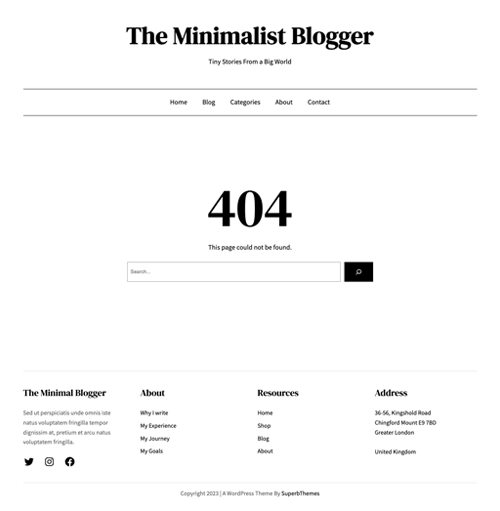 The Minimalist Blogger
Tiny Stories From a Big World
Home Blog Categories About Contact
404
This page could not be found.
Search...
The Minimal Blogger
Sed ut perspiciatis unde omnis iste
natus voluptatem fringilla tempor
dignissim at, pretium et arcu natus
voluptatem fringilla.
About
Why I write
My Experience
My Journey
My Goals
Resources
Home
Shop
Blog
About
Address
36-56, Kingshold Road
Chingford Mount E9 7BD
Greater London
United Kingdom
Copyright 2023 | A WordPress Theme By SuperbThemes